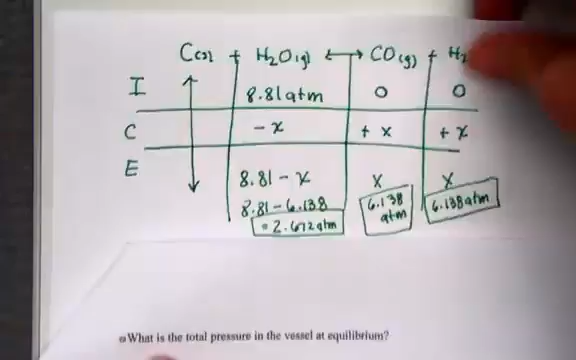 C(s) + H₂O(g) ⟷ CO(g) + H₂
I 8.81atm 0 0
C - x + x + x
E 8.81 - x x x
8.81 - 6.138 6.138 atm 6.138atm
= 2.672atm
What is the total pressure in the vessel at equilibrium?